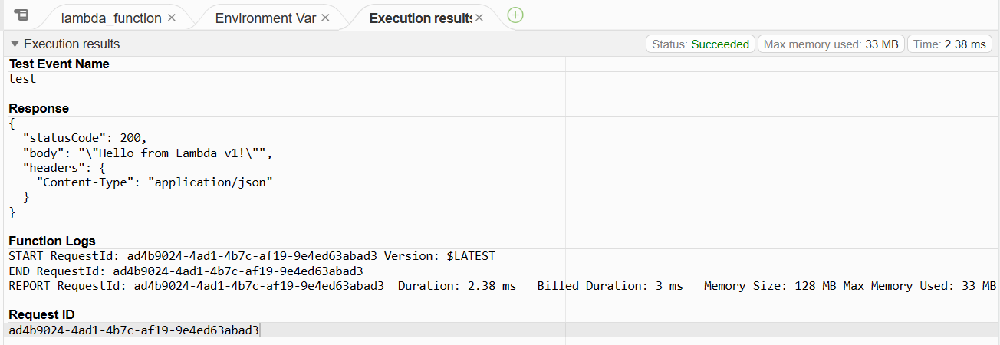 lambda_function
Environment Vari
Execution results
Execution results
Status: Succeeded
Max memory used: 33 MB
Time: 2.38 ms
Test Event Name
test
Response
{
  "statusCode": 200,
  "body": "\"Hello from Lambda v1!\"",
  "headers": {
    "Content-Type": "application/json"
  }
}
Function Logs
START RequestId: ad4b9024-4ad1-4b7c-af19-9e4ed63abad3 Version: $LATEST
END RequestId: ad4b9024-4ad1-4b7c-af19-9e4ed63abad3
REPORT RequestId: ad4b9024-4ad1-4b7c-af19-9e4ed63abad3  Duration: 2.38 ms   Billed Duration: 3 ms   Memory Size: 128 MB Max Memory Used: 33 MB
Request ID
ad4b9024-4ad1-4b7c-af19-9e4ed63abad3